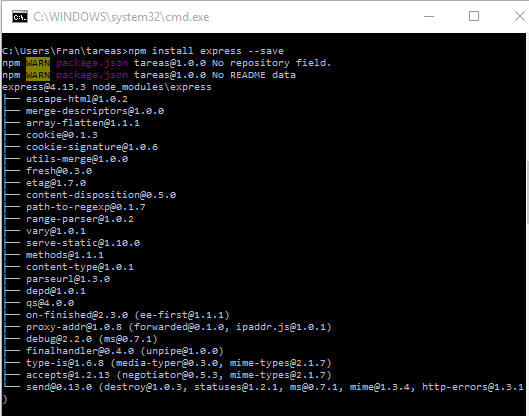 C:\WINDOWS\system32\cmd.exe
C:\Users\Fran\tareas>npm install express --save
npm WARN package.json tareas@1.0.0 No repository field.
npm WARN package.json tareas@1.0.0 No README data
express@4.13.3 node_modules\express
├── escape-html@1.0.2
├── merge-descriptors@1.0.0
├── array-flatten@1.1.1
├── cookie@0.1.3
├── cookie-signature@1.0.6
├── utils-merge@1.0.0
├── fresh@0.3.0
├── etag@1.7.0
├── content-disposition@0.5.0
├── path-to-regexp@0.1.7
├── range-parser@1.0.2
├── vary@1.0.1
├── serve-static@1.10.0
├── methods@1.1.1
├── content-type@1.0.1
├── parseurl@1.3.0
├── depd@1.0.1
├── qs@4.0.0
├── on-finished@2.3.0 (ee-first@1.1.1)
├── proxy-addr@1.0.8 (forwarded@0.1.0, ipaddr.js@1.0.1)
├── debug@2.2.0 (ms@0.7.1)
├── finalhandler@0.4.0 (unpipe@1.0.0)
├── type-is@1.6.8 (media-typer@0.3.0, mime-types@2.1.7)
├── accepts@1.2.13 (negotiator@0.5.3, mime-types@2.1.7)
└── send@0.13.0 (destroy@1.0.3, statuses@1.2.1, ms@0.7.1, mime@1.3.4, http-errors@1.3.1
)